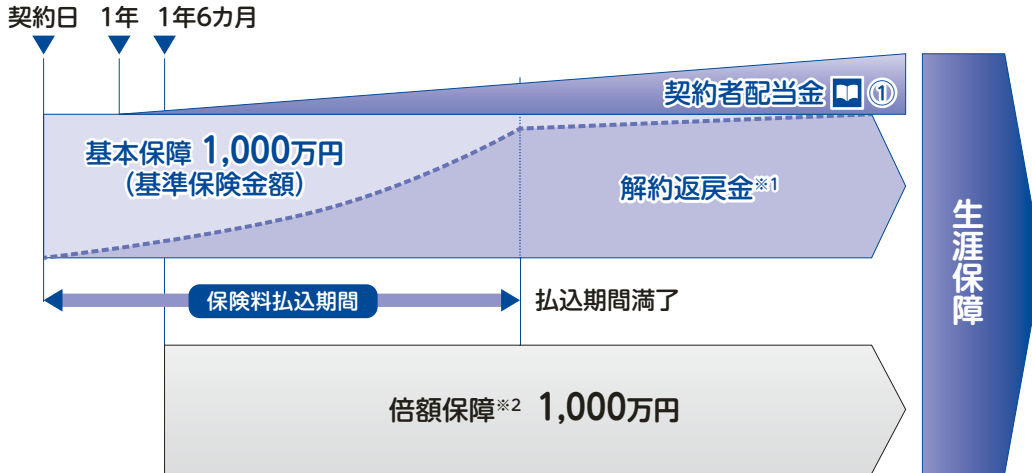 契約日 1年 1年6カ月
契約者配当金 ①
基本保障 1,000万円
(基準保険金額)
解約返戻金※1
生涯保障
保険料払込期間
払込期間満了
倍額保障※2 1,000万円